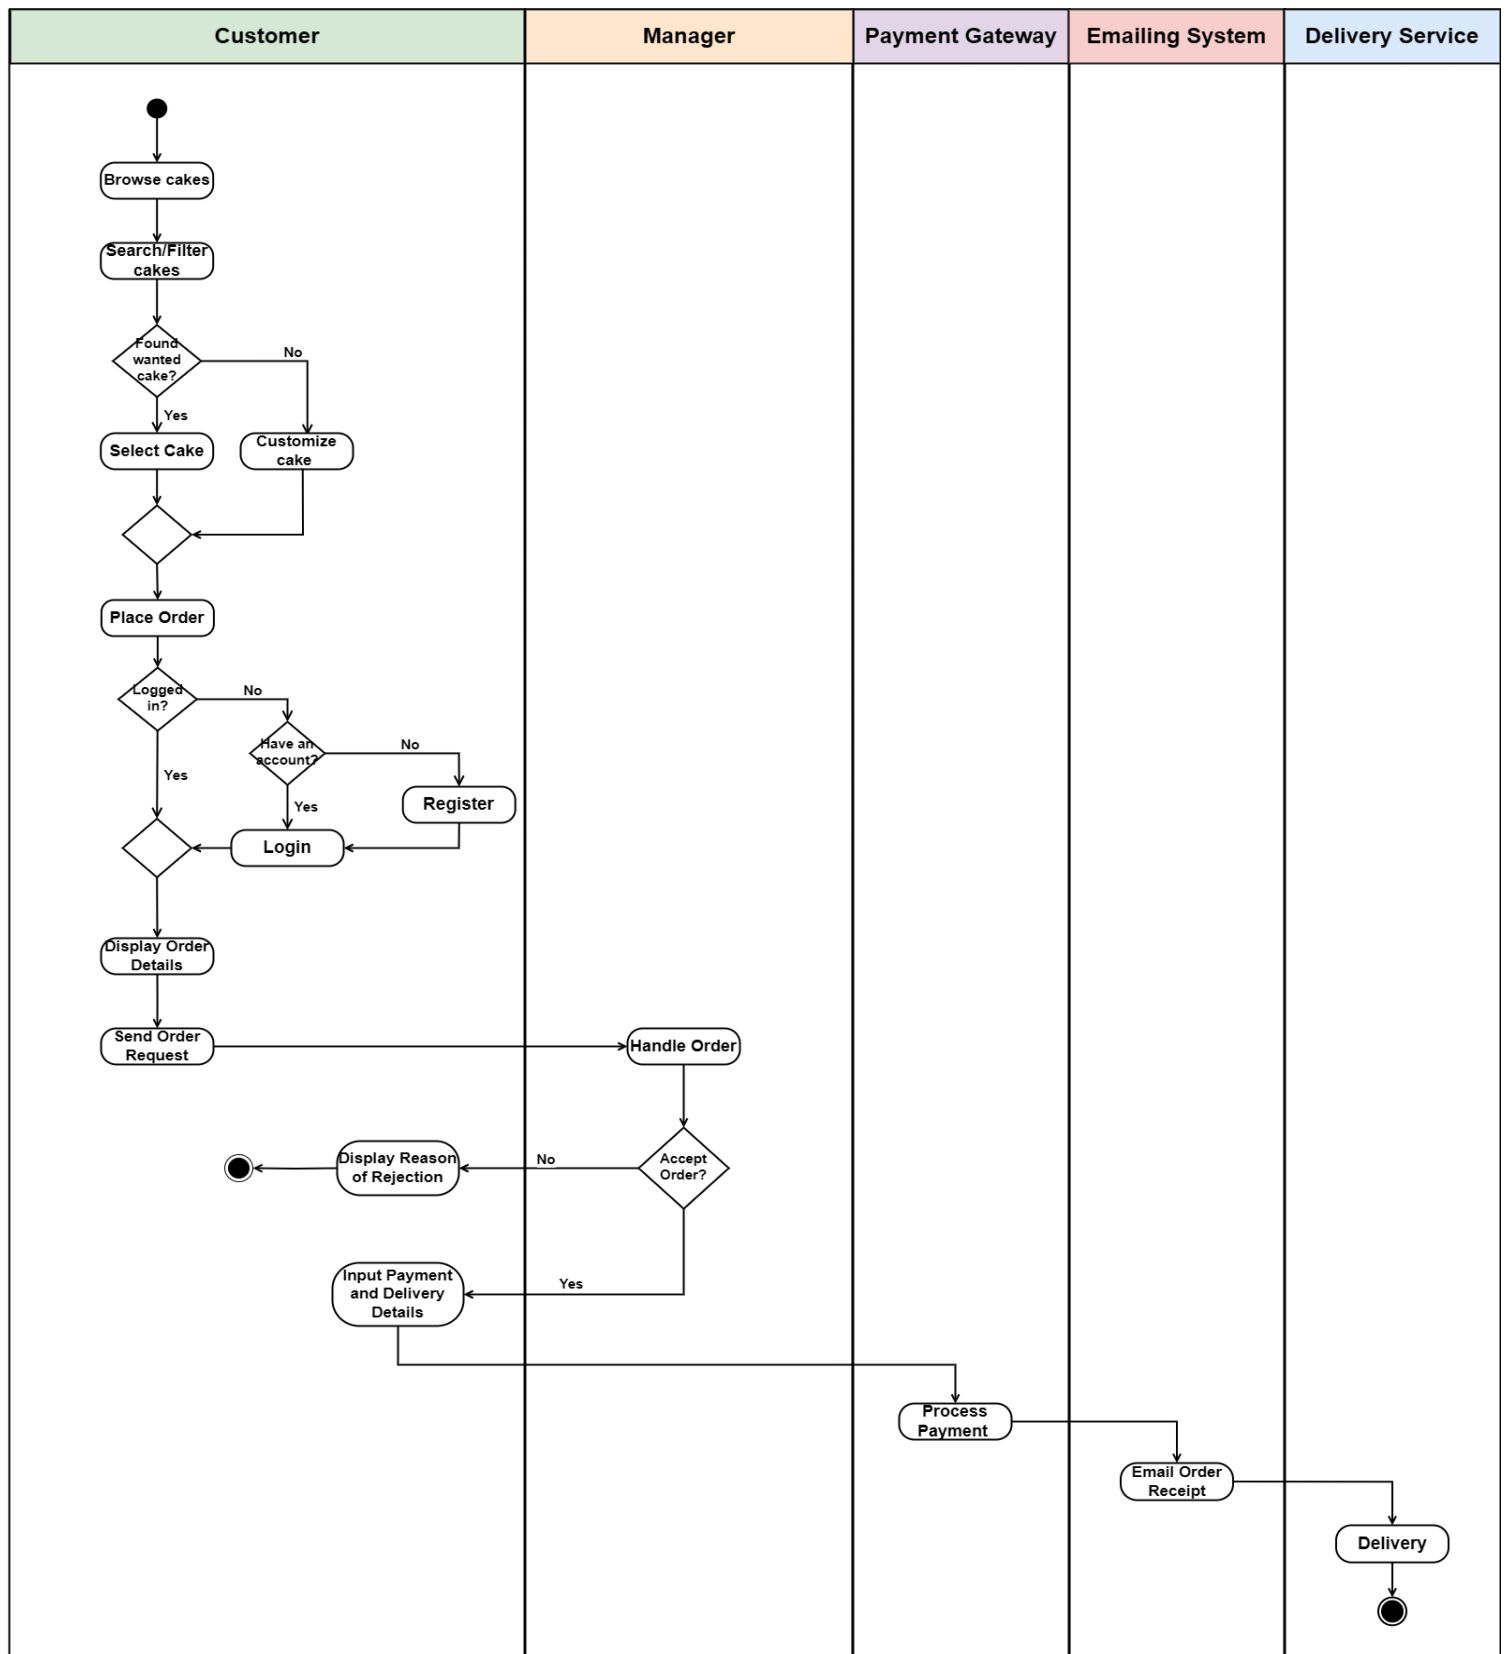 Customer
Manager
Payment Gateway
Emailing System
Delivery Service
Browse cakes
Search/Filter
cakes
Found
wanted
cake?
No
Yes
Select Cake
Customize
cake
Place Order
Logged
in?
No
Have an
account?
No
Yes
Yes
Register
Login
Display Order
Details
Send Order
Request
Handle Order
Accept
Order?
No
Display Reason
of Rejection
Yes
Input Payment
and Delivery
Details
Process
Payment
Email Order
Receipt
Delivery